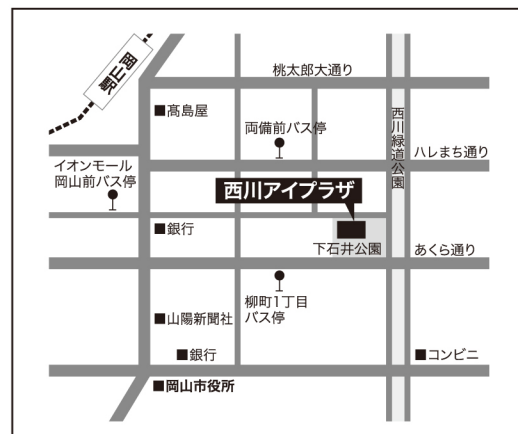 岡山駅
桃太郎大通り
■髙島屋
両備前バス停
西川緑道公園
ハレまち通り
イオンモール
岡山前バス停
西川アイプラザ
■銀行
下石井公園
あくら通り
柳町1丁目
バス停
■山陽新聞社
■銀行
■コンビニ
■岡山市役所